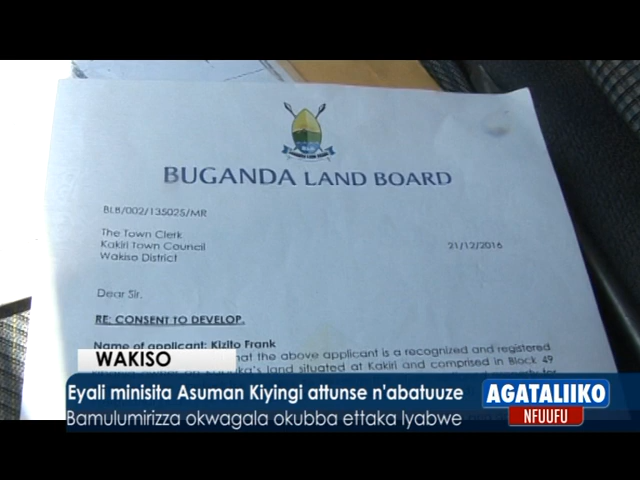 BUGANDA LAND BOARD
BLB/002/135025/MR
The Town Clerk
Kakiri Town Council
Wakiso District
21/12/2016
Dear Sir,
RE: CONSENT TO DEVELOP.
Name of applicant: Kizito Frank
that the above applicant is a recognized and registered
land situated at Kakiri and comprised in Block 49
WAKISO
Eyali minisita Asuman Kiyingi attunse n'abatuuze
Bamulumirizza okwagala okubba ettaka lyabwe
AGATALIIKO
NFUUFU